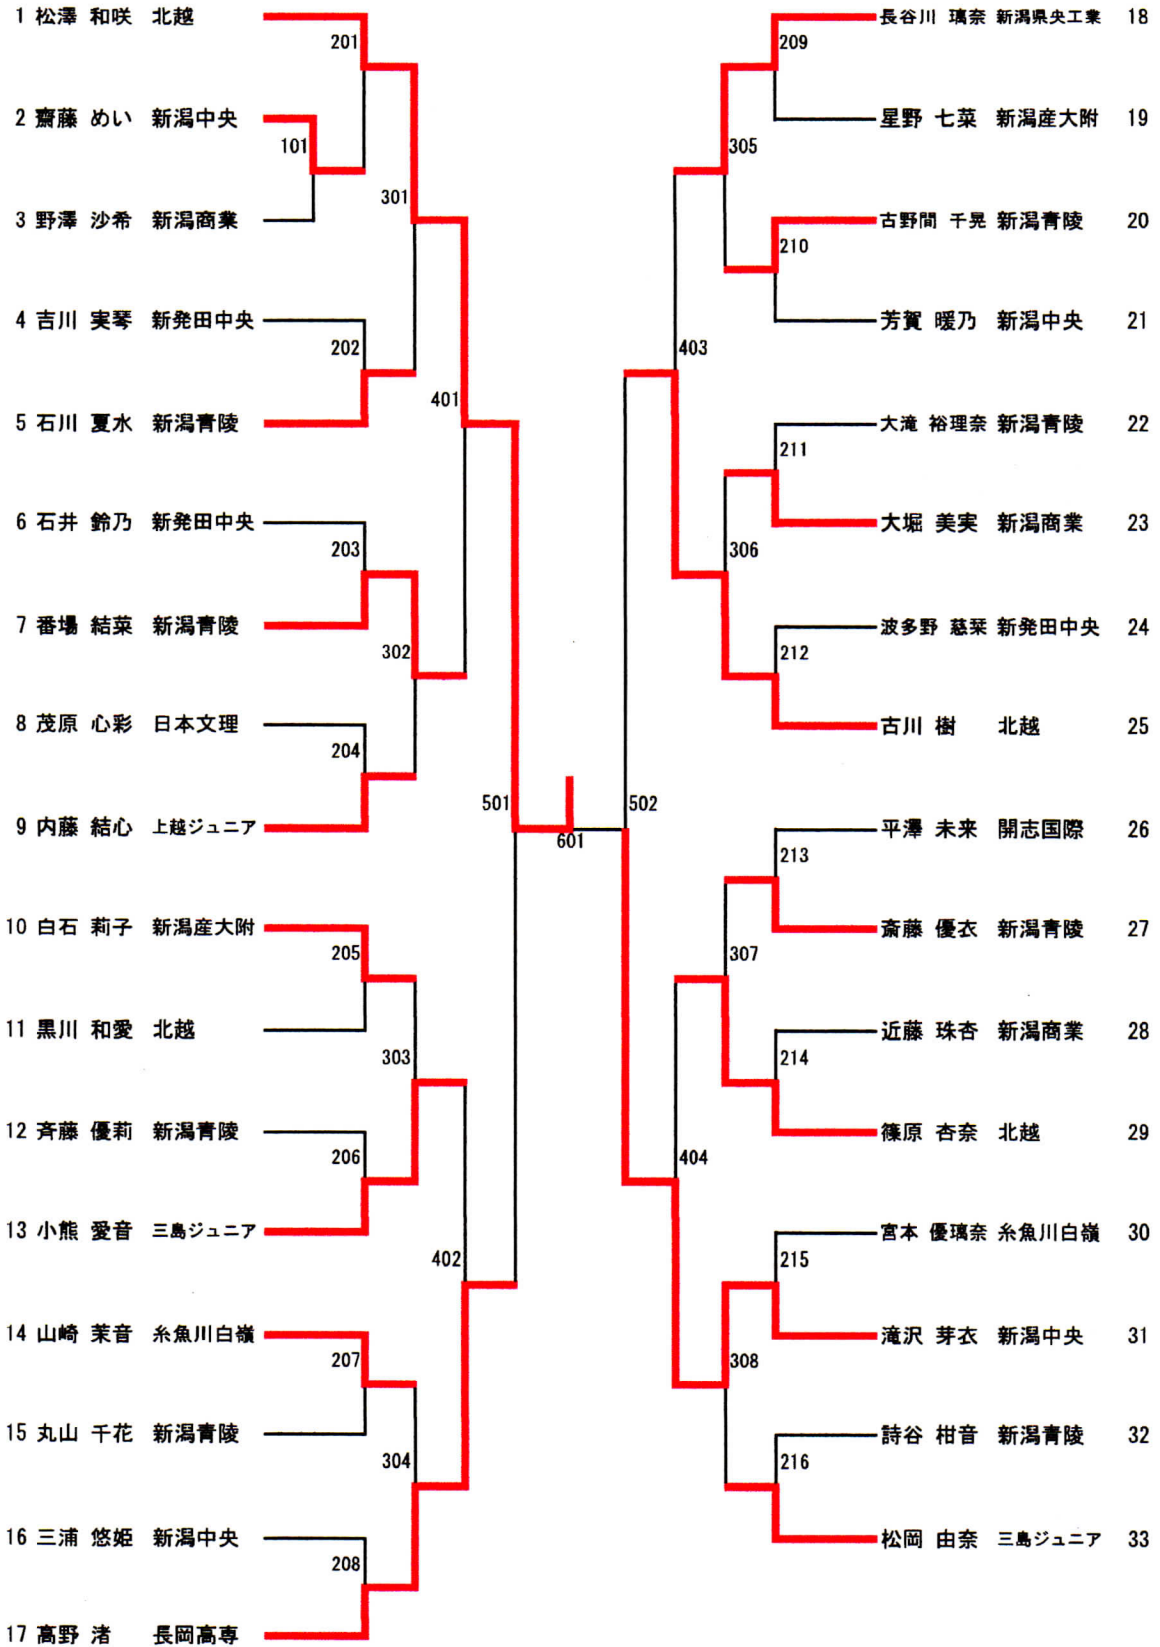 1 松澤 和咲 北越
201
2 齋藤 めい 新潟中央
101
301
3 野澤 沙希 新潟商業
4 吉川 実琴 新発田中央
202
401
5 石川 夏水 新潟青陵
6 石井 鈴乃 新発田中央
203
7 番場 結菜 新潟青陵
302
8 茂原 心彩 日本文理
204
501
9 内藤 結心 上越ジュニア
601
10 白石 莉子 新潟産大附
205
11 黒川 和愛 北越
303
12 斉藤 優莉 新潟青陵
206
13 小熊 愛音 三島ジュニア
402
14 山崎 茉音 糸魚川白嶺
207
15 丸山 千花 新潟青陵
304
16 三浦 悠姫 新潟中央
208
17 高野 渚 長岡高専
長谷川 璃奈 新潟県央工業 18
209
星野 七菜 新潟産大附 19
305
古野間 千晃 新潟青陵 20
210
芳賀 暖乃 新潟中央 21
403
大滝 裕理奈 新潟青陵 22
211
大堀 美実 新潟商業 23
306
波多野 慈栞 新発田中央 24
212
古川 樹 北越 25
502
平澤 未来 開志国際 26
213
斎藤 優衣 新潟青陵 27
307
近藤 珠杏 新潟商業 28
214
篠原 杏奈 北越 29
404
宮本 優璃奈 糸魚川白嶺 30
215
滝沢 芽衣 新潟中央 31
308
詩谷 柑音 新潟青陵 32
216
松岡 由奈 三島ジュニア 33